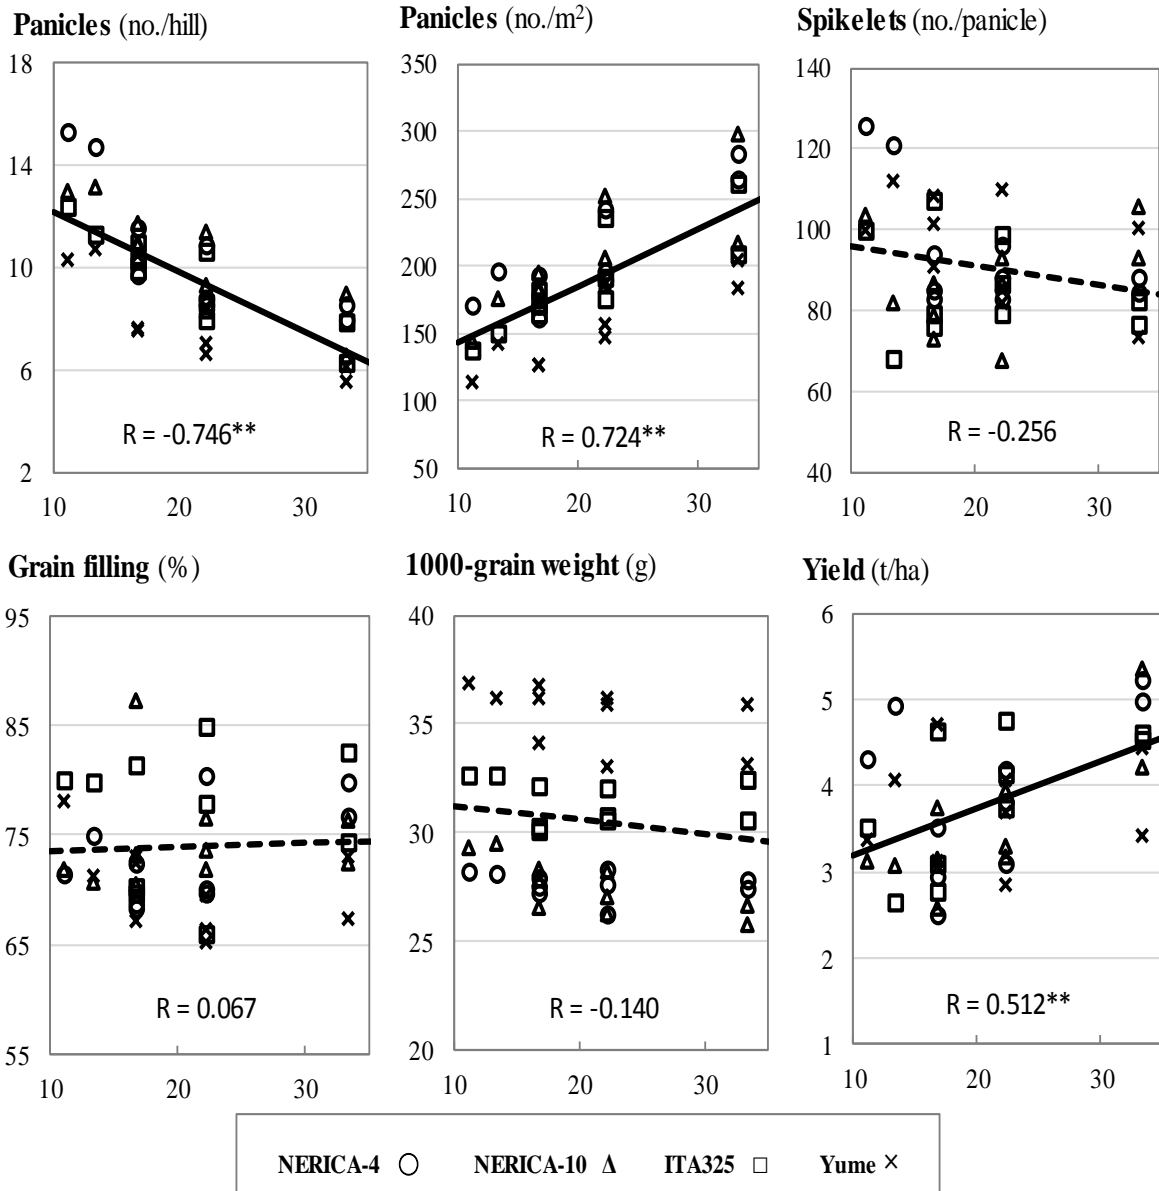 Panicles (no./hill)
18
14
10
6
2
R = -0.746**
10 20 30
Panicles (no./m²)
350
300
250
200
150
100
50
R = 0.724**
10 20 30
Spikelets (no./panicle)
140
120
100
80
60
40
R = -0.256
10 20 30
Grain filling (%)
95
85
75
65
55
R = 0.067
10 20 30
1000-grain weight (g)
40
35
30
25
20
R = -0.140
10 20 30
Yield (t/ha)
6
5
4
3
2
1
R = 0.512**
10 20 30
NERICA-4 NERICA-10 ITA325 Yume